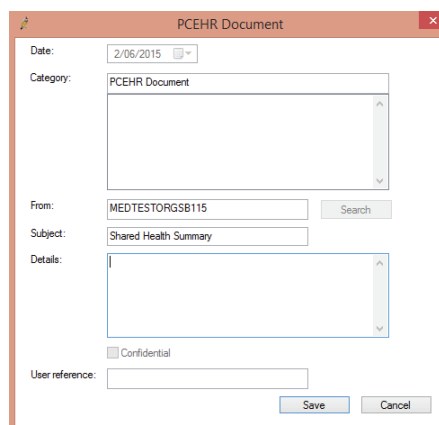 PCEHR Document
Date: 2/06/2015
Category: PCEHR Document
From: MEDTESTORGSB115 Search
Subject: Shared Health Summary
Details:
Confidential
User reference:
Save Cancel